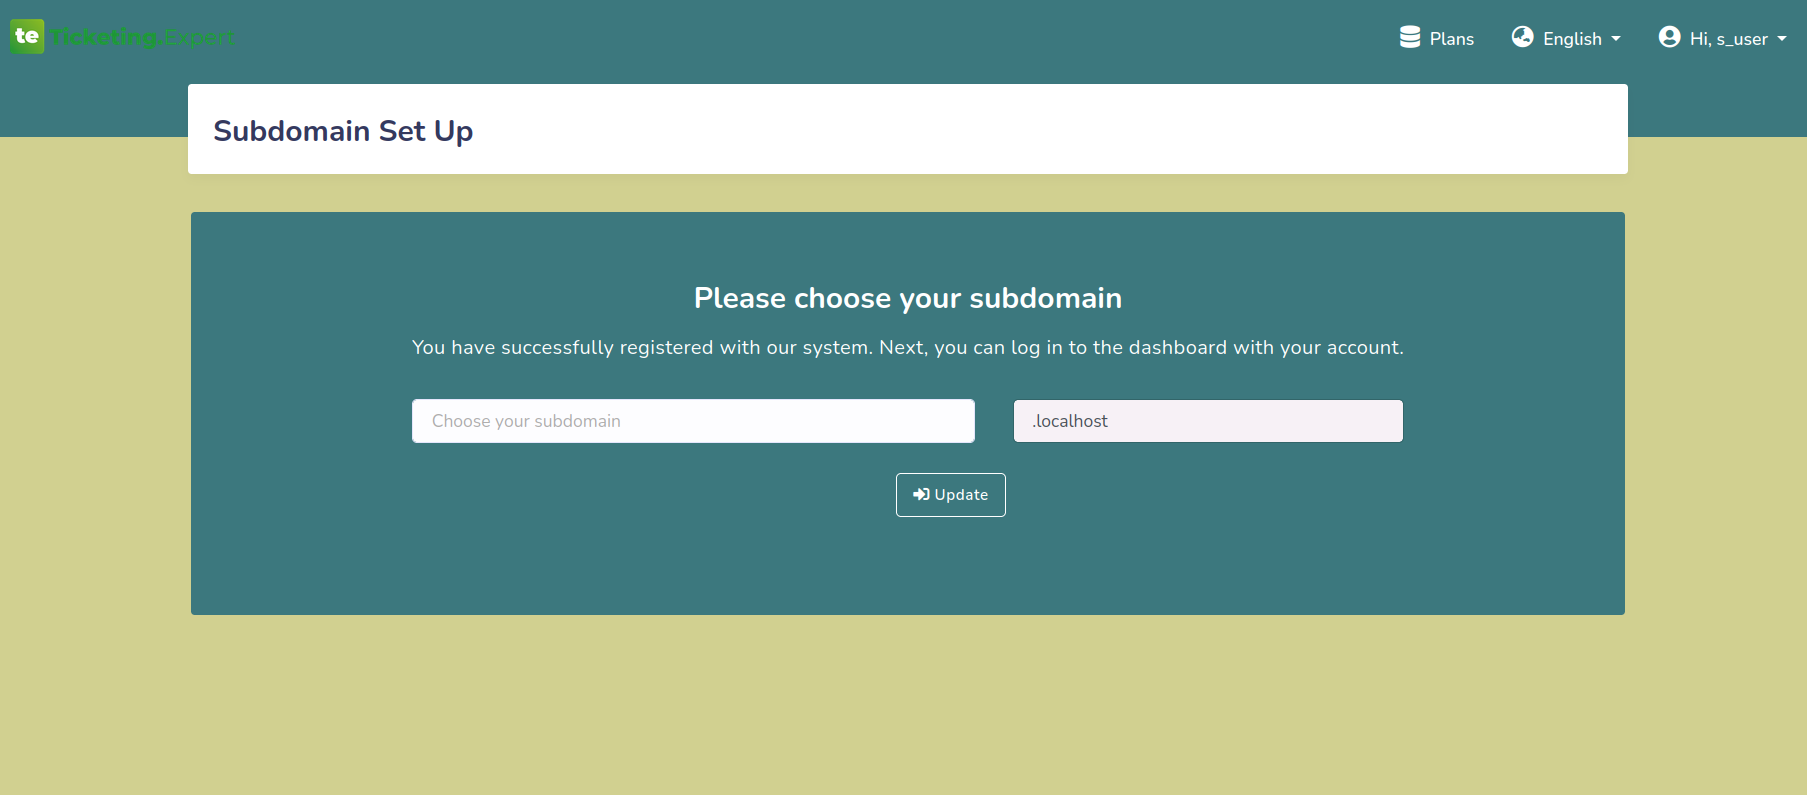 te Ticketing.Expert
Plans
English
Hi, s_user
Subdomain Set Up
Please choose your subdomain
You have successfully registered with our system. Next, you can log in to the dashboard with your account.
Choose your subdomain
.localhost
Update